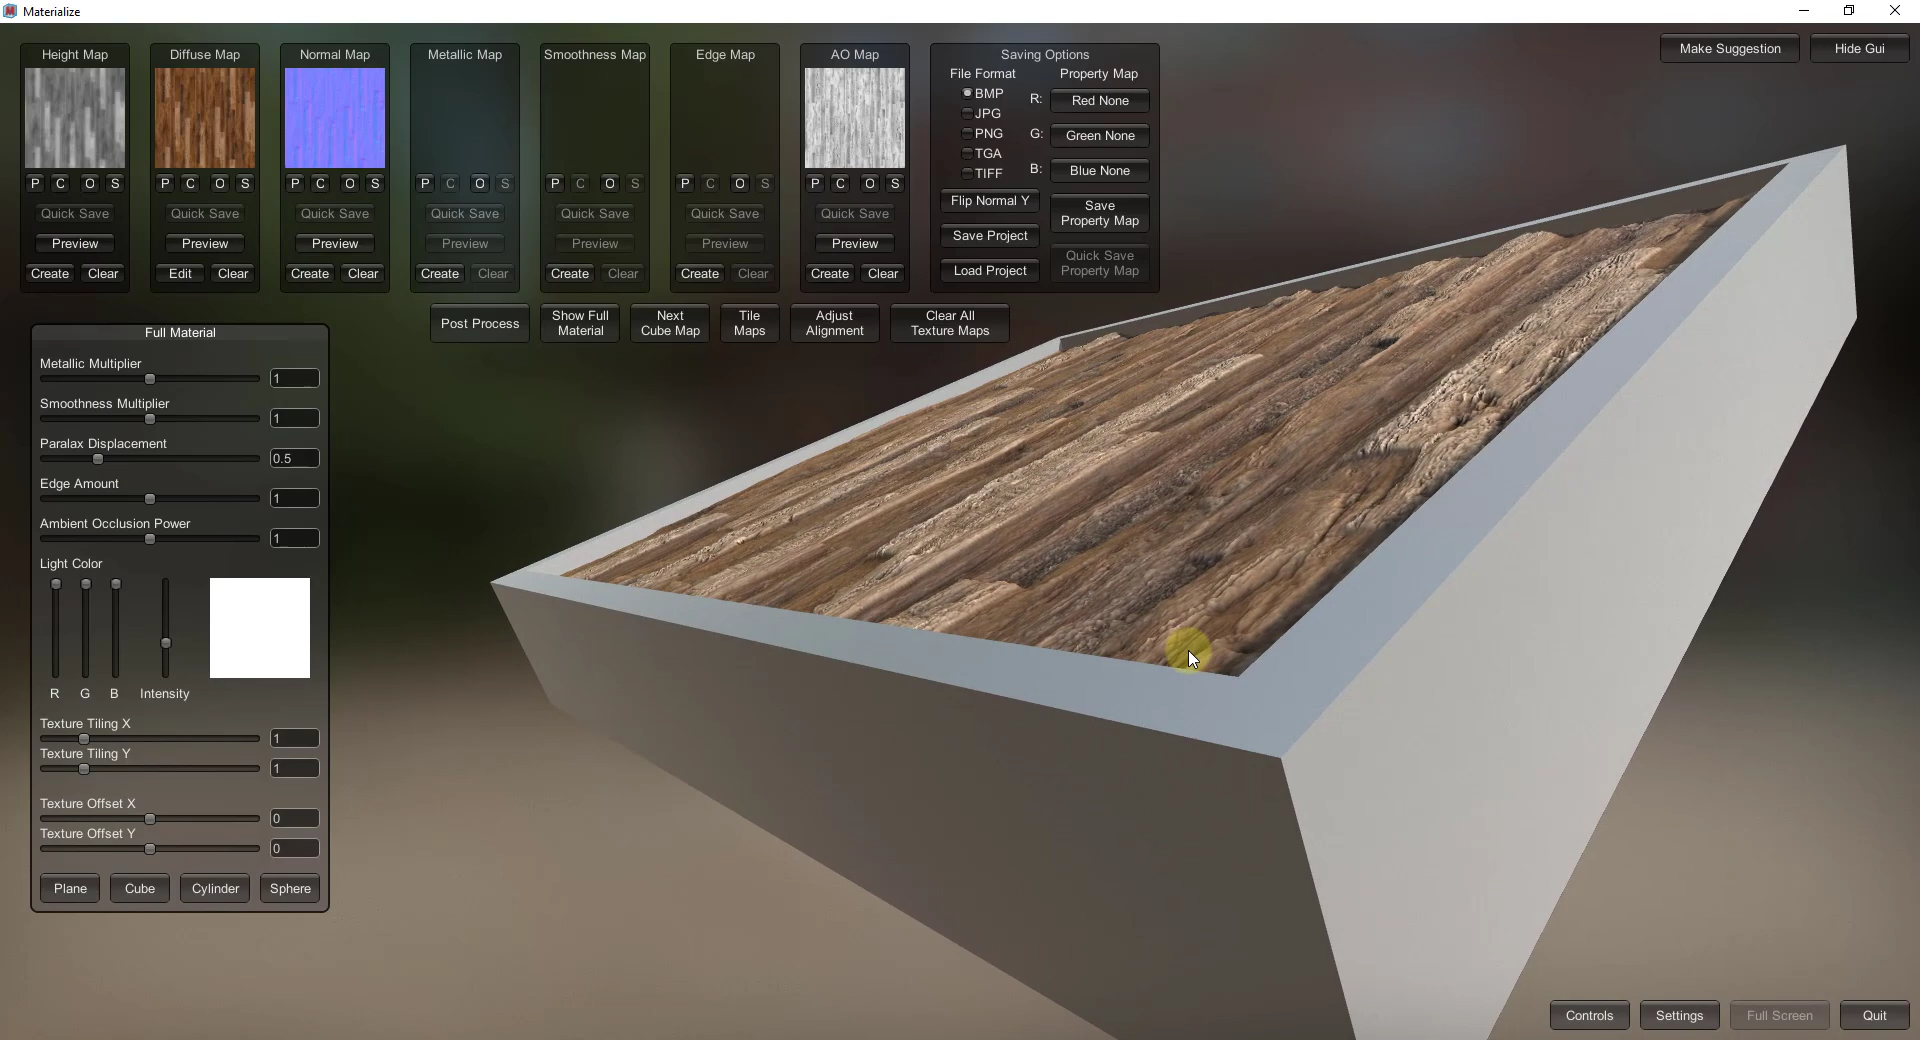 Materialize
Make Suggestion
Hide Gui
Height Map
Diffuse Map
Normal Map
Metallic Map
Smoothness Map
Edge Map
AO Map
P C O S
P C O S
P C O S
P C O S
P C O S
P C O S
P C O S
Quick Save
Quick Save
Quick Save
Quick Save
Quick Save
Quick Save
Quick Save
Preview
Preview
Preview
Preview
Preview
Preview
Preview
Create Clear
Edit Clear
Create Clear
Create Clear
Create Clear
Create Clear
Create Clear
Saving Options
File Format
Property Map
BMP
JPG
PNG
TGA
TIFF
R: Red None
G: Green None
B: Blue None
Flip Normal Y
Save Project
Load Project
Save
Property Map
Quick Save
Property Map
Post Process
Show Full
Material
Next
Cube Map
Tile
Maps
Adjust
Alignment
Clear All
Texture Maps
Full Material
Metallic Multiplier
1
Smoothness Multiplier
1
Paralax Displacement
0.5
Edge Amount
1
Ambient Occlusion Power
1
Light Color
R G B Intensity
Texture Tiling X
1
Texture Tiling Y
1
Texture Offset X
0
Texture Offset Y
0
Plane
Cube
Cylinder
Sphere
Controls
Settings
Full Screen
Quit